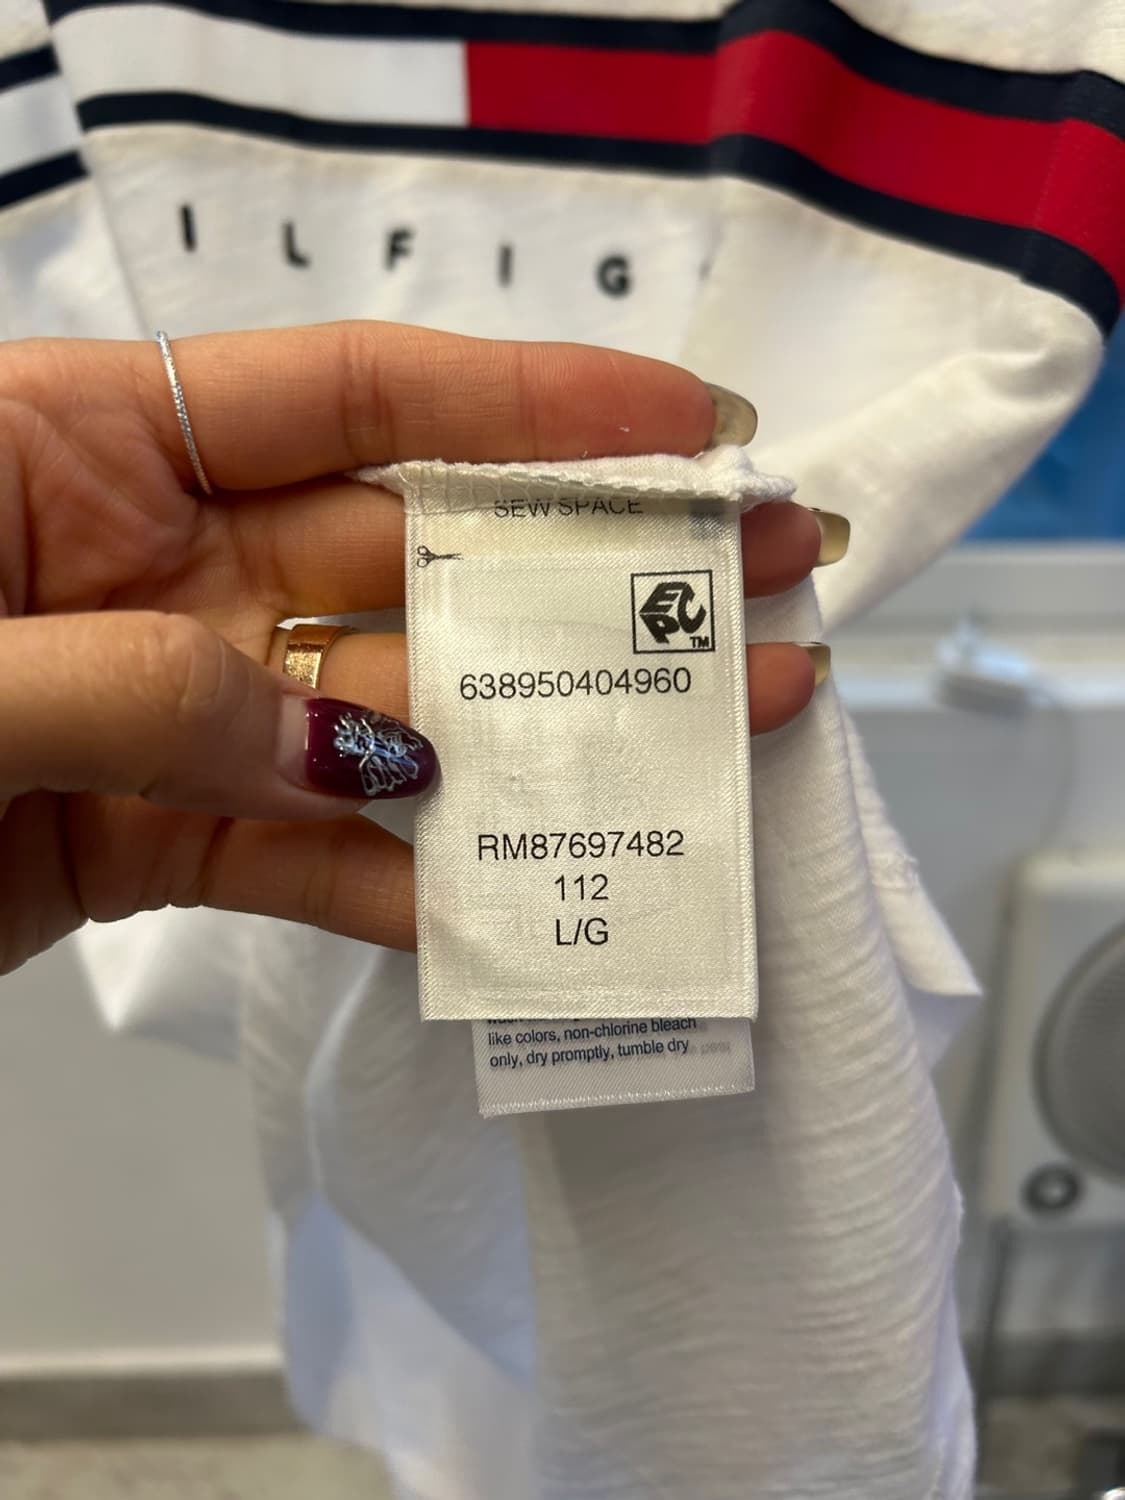 ILFIG
SEW SPACE
EPC
TM
638950404960
RM87697482
112
L/G
like colors, non-chlorine bleach
only, dry promptly, tumble dry